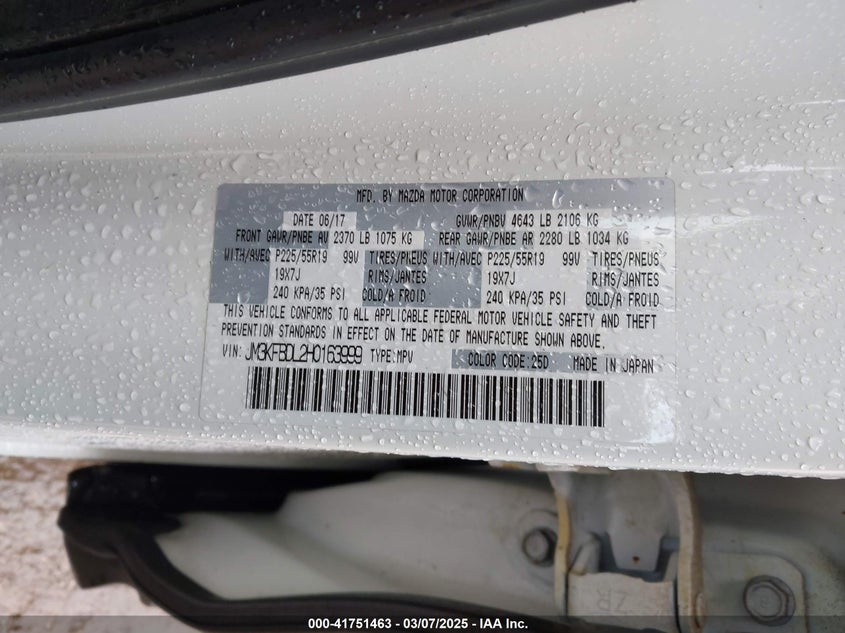 MFD. BY MAZDA MOTOR CORPORATION
DATE 06/17 GVWR/PNBV 4643 LB 2106 KG
FRONT GAWR/PNBE AV 2370 LB 1075 KG REAR GAWR/PNBE AR 2280 LB 1034 KG
WITH/AVEC P225/55R19 99V TIRES/PNEUS WITH/AVEC P225/55R19 99V TIRES/PNEUS
19X7J RIMS/JANTES 19X7J RIMS/JANTES
240 KPA/35 PSI COLD/A FROID 240 KPA/35 PSI COLD/A FROID
THIS VEHICLE CONFORMS TO ALL APPLICABLE FEDERAL MOTOR VEHICLE SAFETY AND THEFT
PREVENTION STANDARDS IN EFFECT ON THE DATE OF MANUFACTURE SHOWN ABOVE.
VIN: JM3KFBDL2H0163999 TYPE:MPV COLOR CODE:25D MADE IN JAPAN
ZR
000-41751463 - 03/07/2025 - IAA Inc.